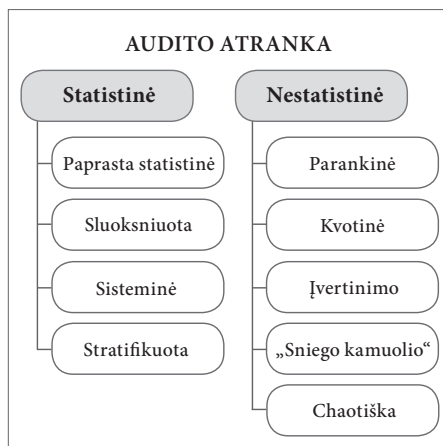 AUDITO ATRANKA
Statistinė
Paprasta statistinė
Sluoksniuota
Sisteminė
Stratifikuota
Nestatistinė
Parankinė
Kvotinė
Įvertinimo
„Sniego kamuolio“
Chaotiška